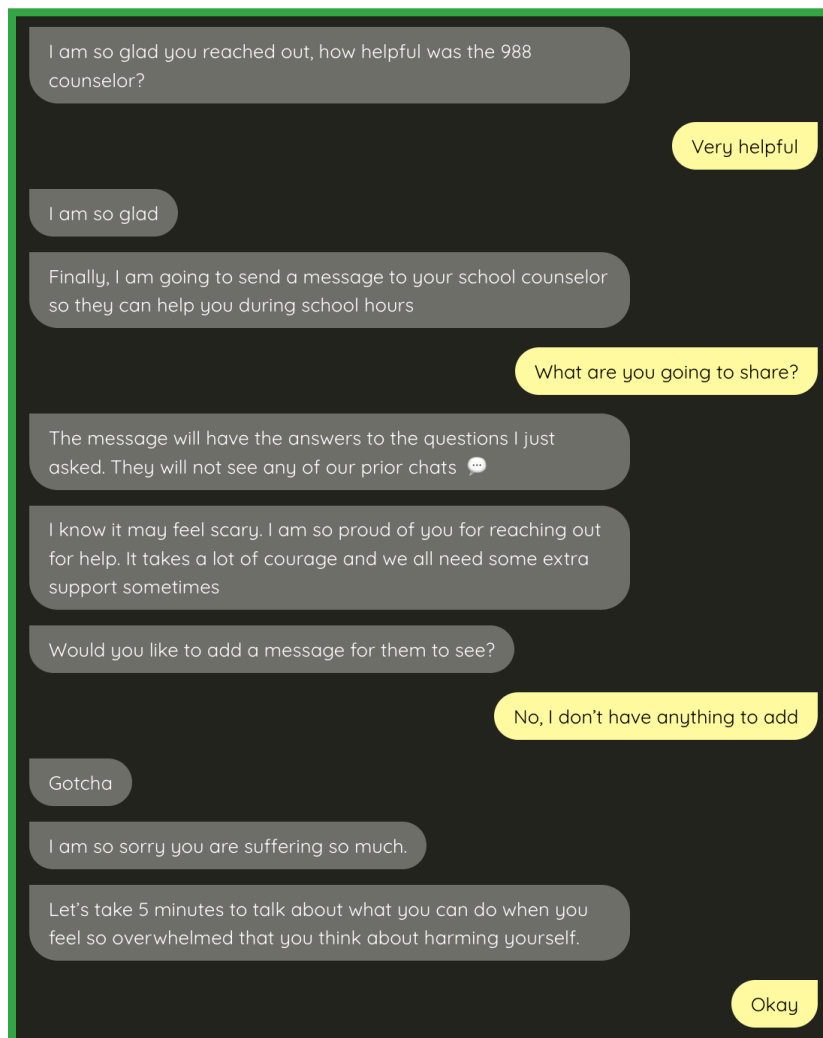 I am so glad you reached out, how helpful was the 988
counselor?
Very helpful
I am so glad
Finally, I am going to send a message to your school counselor
so they can help you during school hours
What are you going to share?
The message will have the answers to the questions I just
asked. They will not see any of our prior chats 💬
I know it may feel scary. I am so proud of you for reaching out
for help. It takes a lot of courage and we all need some extra
support sometimes
Would you like to add a message for them to see?
No, I don’t have anything to add
Gotcha
I am so sorry you are suffering so much.
Let’s take 5 minutes to talk about what you can do when you
feel so overwhelmed that you think about harming yourself.
Okay